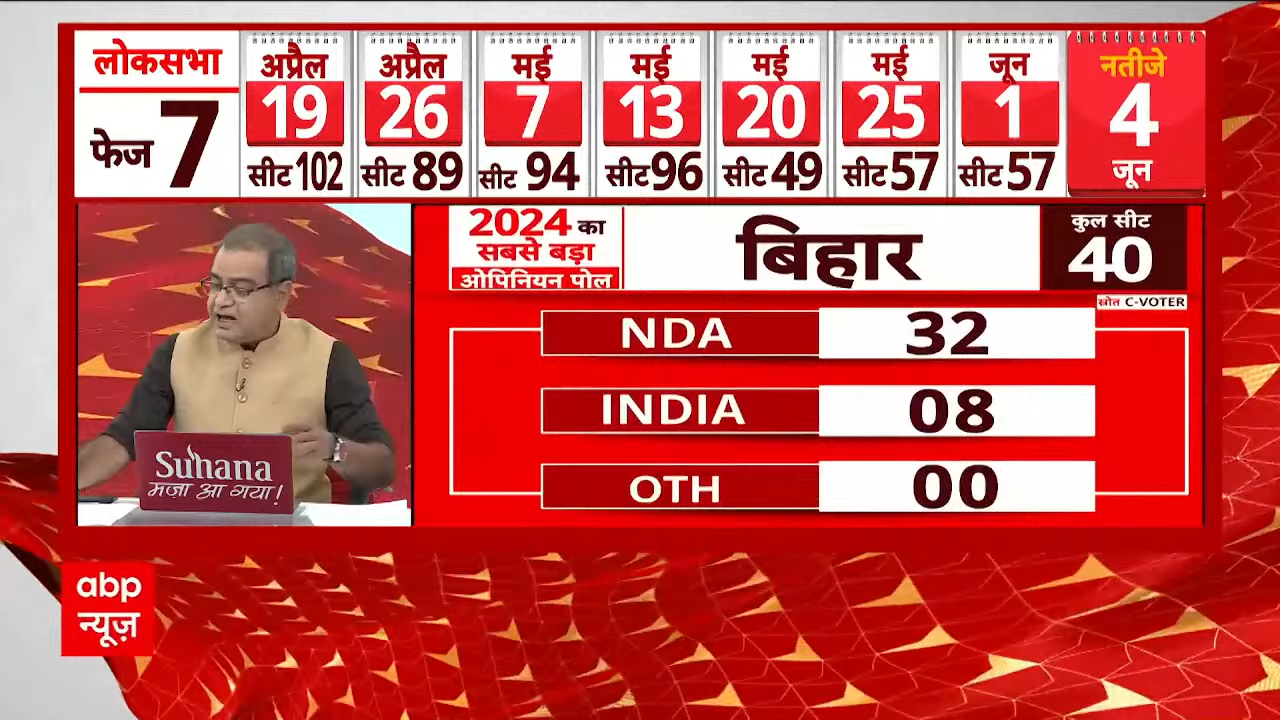 लोकसभा
फेज 7
अप्रैल
19
सीट 102
अप्रैल
26
सीट 89
मई
7
सीट 94
मई
13
सीट 96
मई
20
सीट 49
मई
25
सीट 57
जून
1
सीट 57
नतीजे
4
जून
2024 का
सबसे बड़ा
ओपिनियन पोल
बिहार
कुल सीट
40
स्रोत C-VOTER
NDA 32
INDIA 08
OTH 00
Suhana
मज़ा आ गया!
abp
न्यूज़